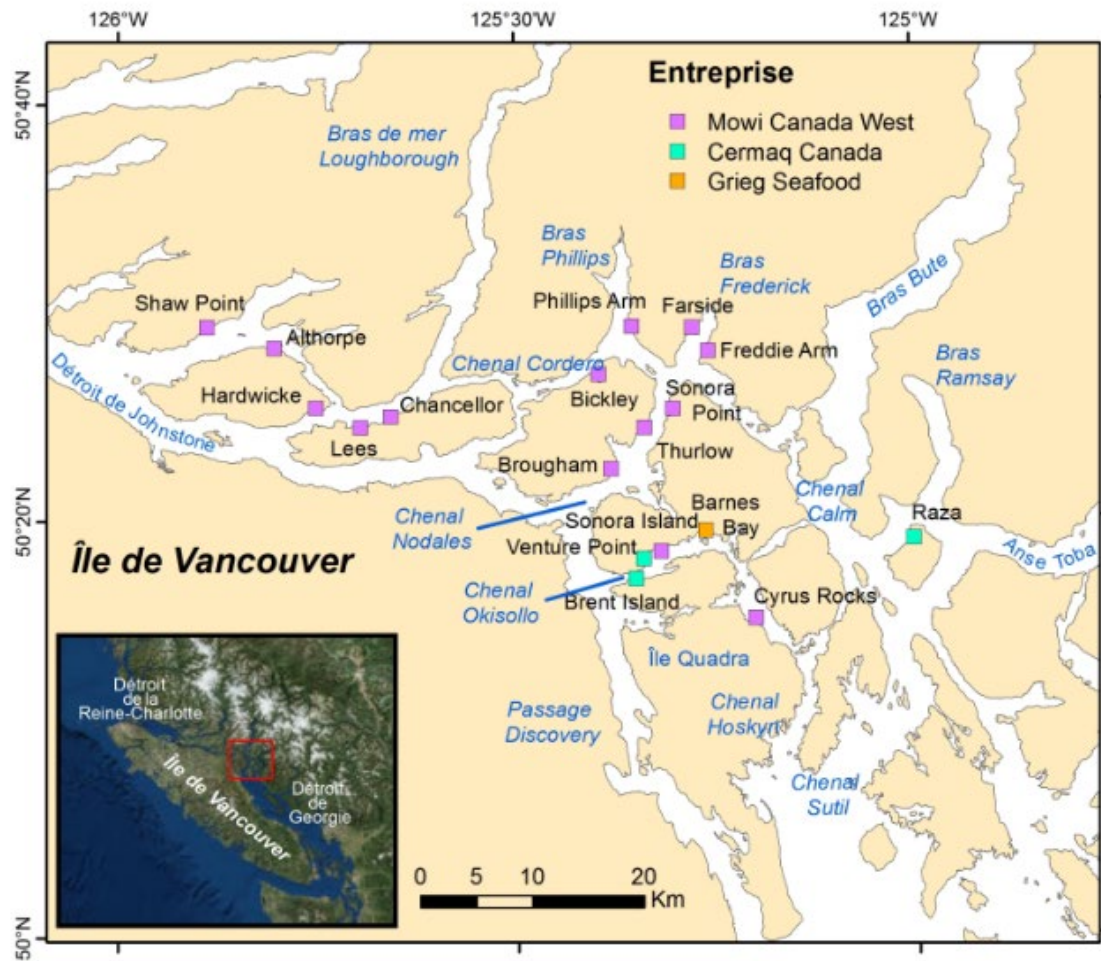 126°W
125°30'W
125°W
50°40'N
50°20'N
50°N
Entreprise
Mowi Canada West
Cermaq Canada
Grieg Seafood
Bras de mer
Loughborough
Bras
Phillips
Bras
Frederick
Bras Bute
Bras
Ramsay
Shaw Point
Althorpe
Phillips Arm
Farside
Freddie Arm
Chenal Cordero
Hardwicke
Chancellor
Lees
Bickley
Sonora
Point
Thurlow
Brougham
Détroit de Johnstone
Chenal
Nodales
Barnes
Bay
Sonora Island
Venture Point
Brent Island
Chenal
Okisollo
Chenal
Calm
Raza
Anse Toba
Cyrus Rocks
Île de Vancouver
Île Quadra
Passage
Discovery
Chenal
Hoskyn
Chenal
Sutil
Détroit
de la
Reine-Charlotte
Île de Vancouver
Détroit
de
Georgie
0 5 10 20
Km